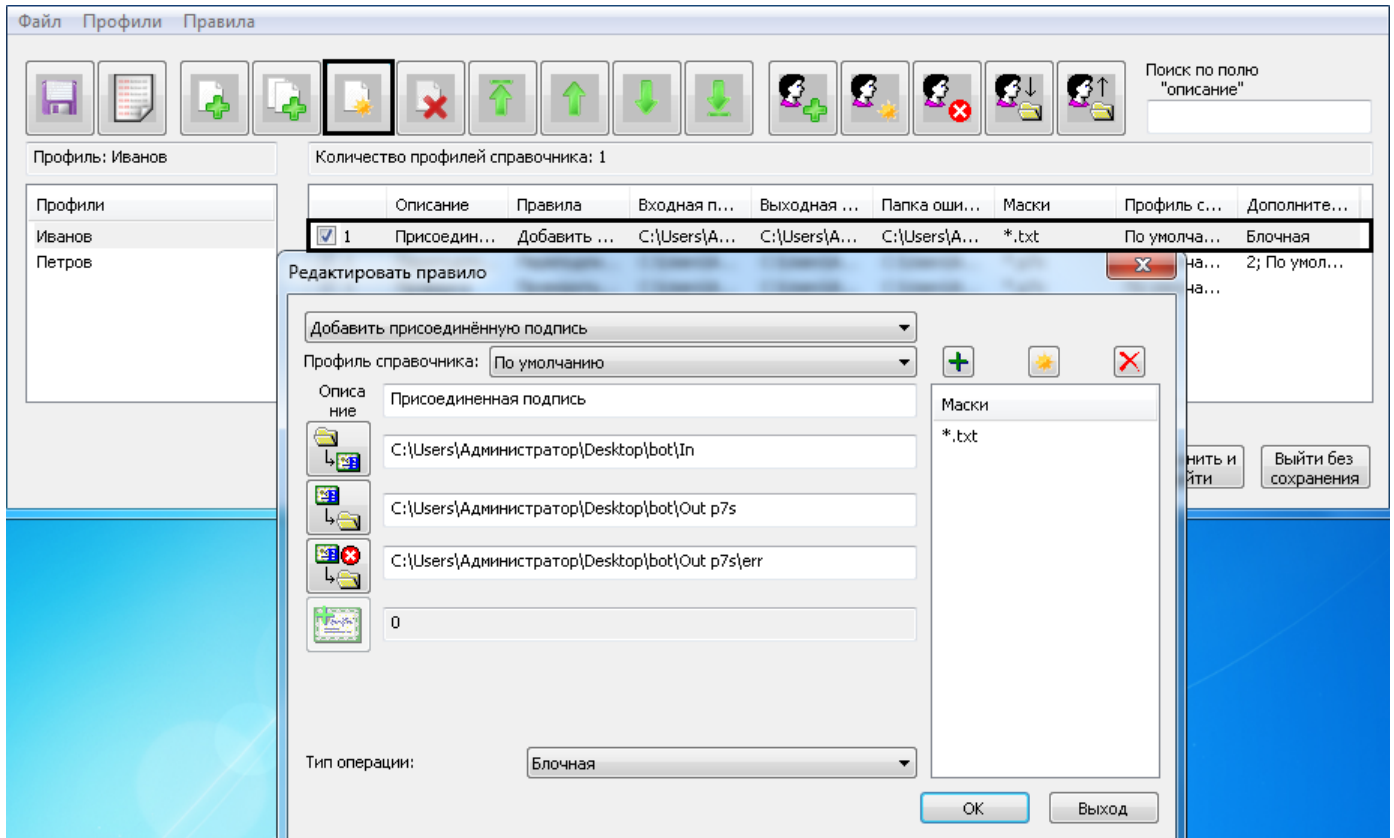 Файл Профили Правила
Поиск по полю
"описание"
Профиль: Иванов
Количество профилей справочника: 1
Профили
Описание Правила Входная п... Выходная ... Папка оши... Маски Профиль с... Дополните...
Иванов
1 Присоедин... Добавить ... C:\Users\A... C:\Users\A... C:\Users\A... *.txt По умолча... Блочная
Петров
2; По умол...
Редактировать правило
Добавить присоединённую подпись
Профиль справочника: По умолчанию
Описа
ние
Присоединенная подпись
Маски
*.txt
C:\Users\Администратор\Desktop\bot\In
C:\Users\Администратор\Desktop\bot\Out p7s
C:\Users\Администратор\Desktop\bot\Out p7s\err
0
Тип операции: Блочная
OK Выход
Выйти без
сохранения